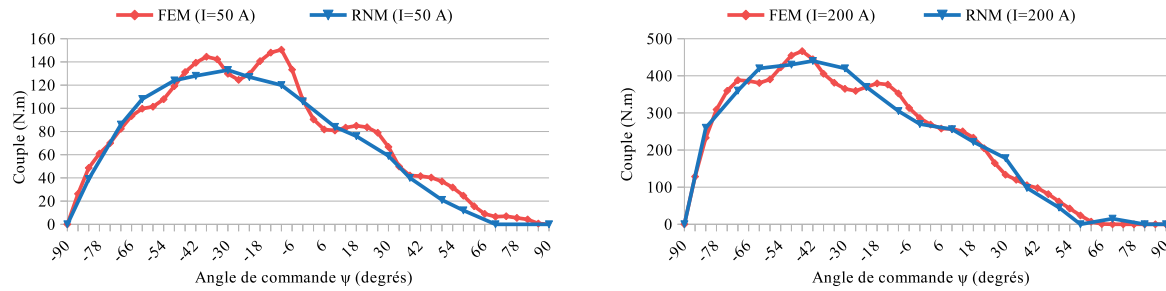 FEM (I=50 A) RNM (I=50 A)
Couple (N.m)
160
140
120
100
80
60
40
20
0
-90 -78 -66 -54 -42 -30 -18 -6 6 18 30 42 54 66 78 90
Angle de commande ψ (degrés)
FEM (I=200 A) RNM (I=200 A)
Couple (N.m)
500
400
300
200
100
0
-90 -78 -66 -54 -42 -30 -18 -6 6 18 30 42 54 66 78 90
Angle de commande ψ (degrés)